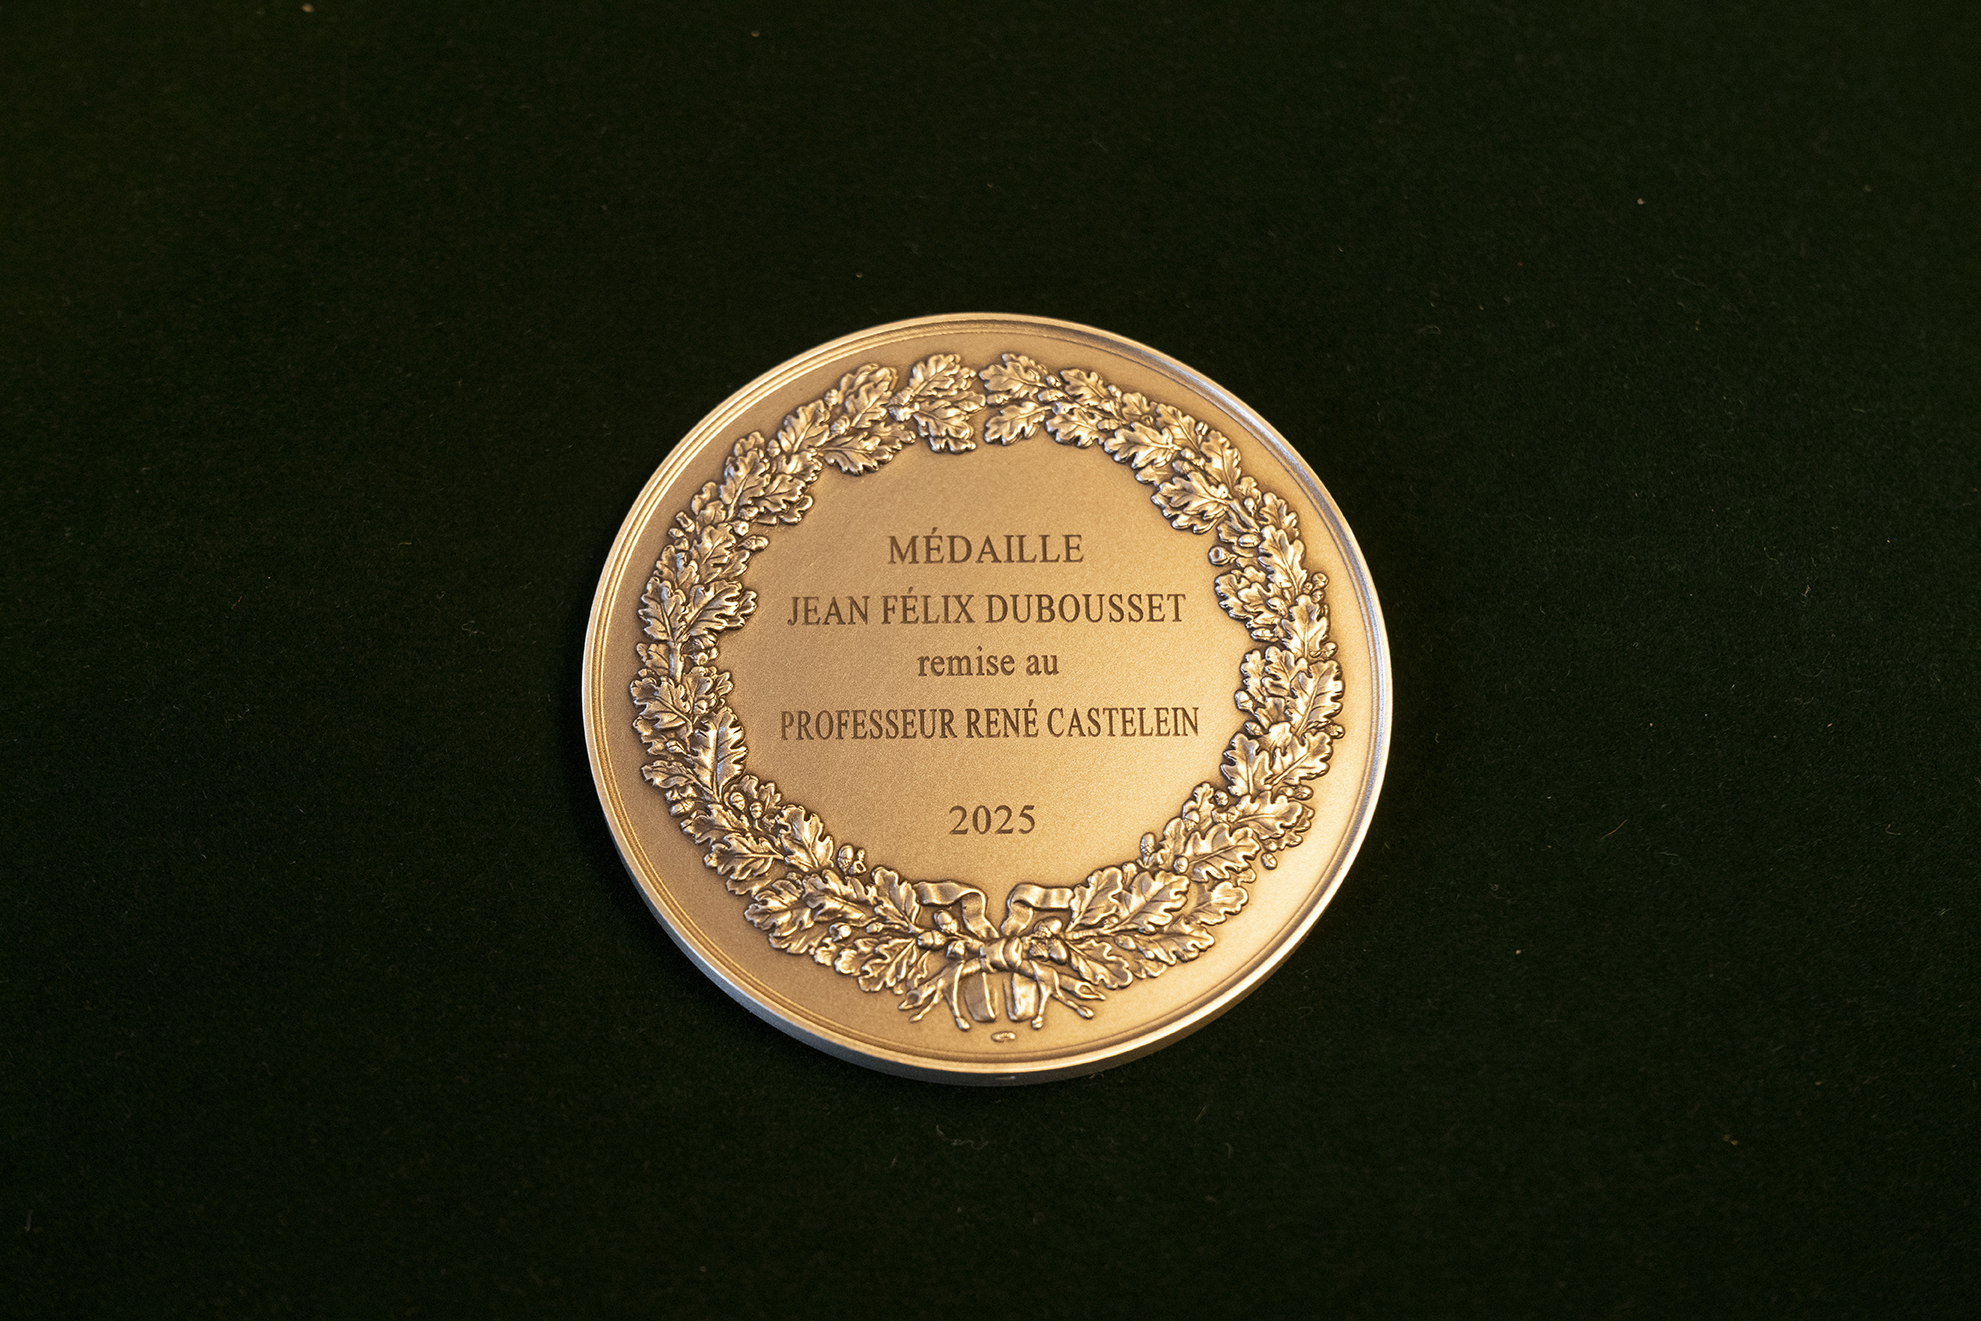 MÉDAILLE
JEAN FÉLIX DUBOUSSET
remise au
PROFESSEUR RENÉ CASTELEIN
2025